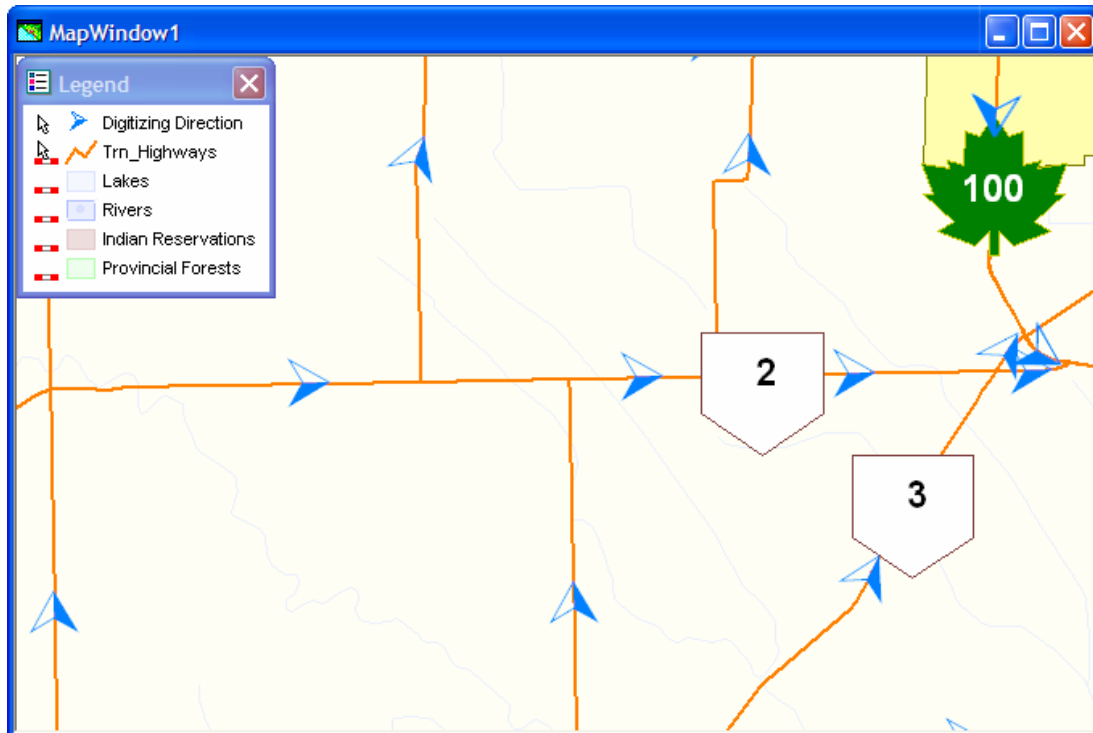 MapWindow1
Legend
Digitizing Direction
Trn_Highways
Lakes
Rivers
Indian Reservations
Provincial Forests
100
2
3